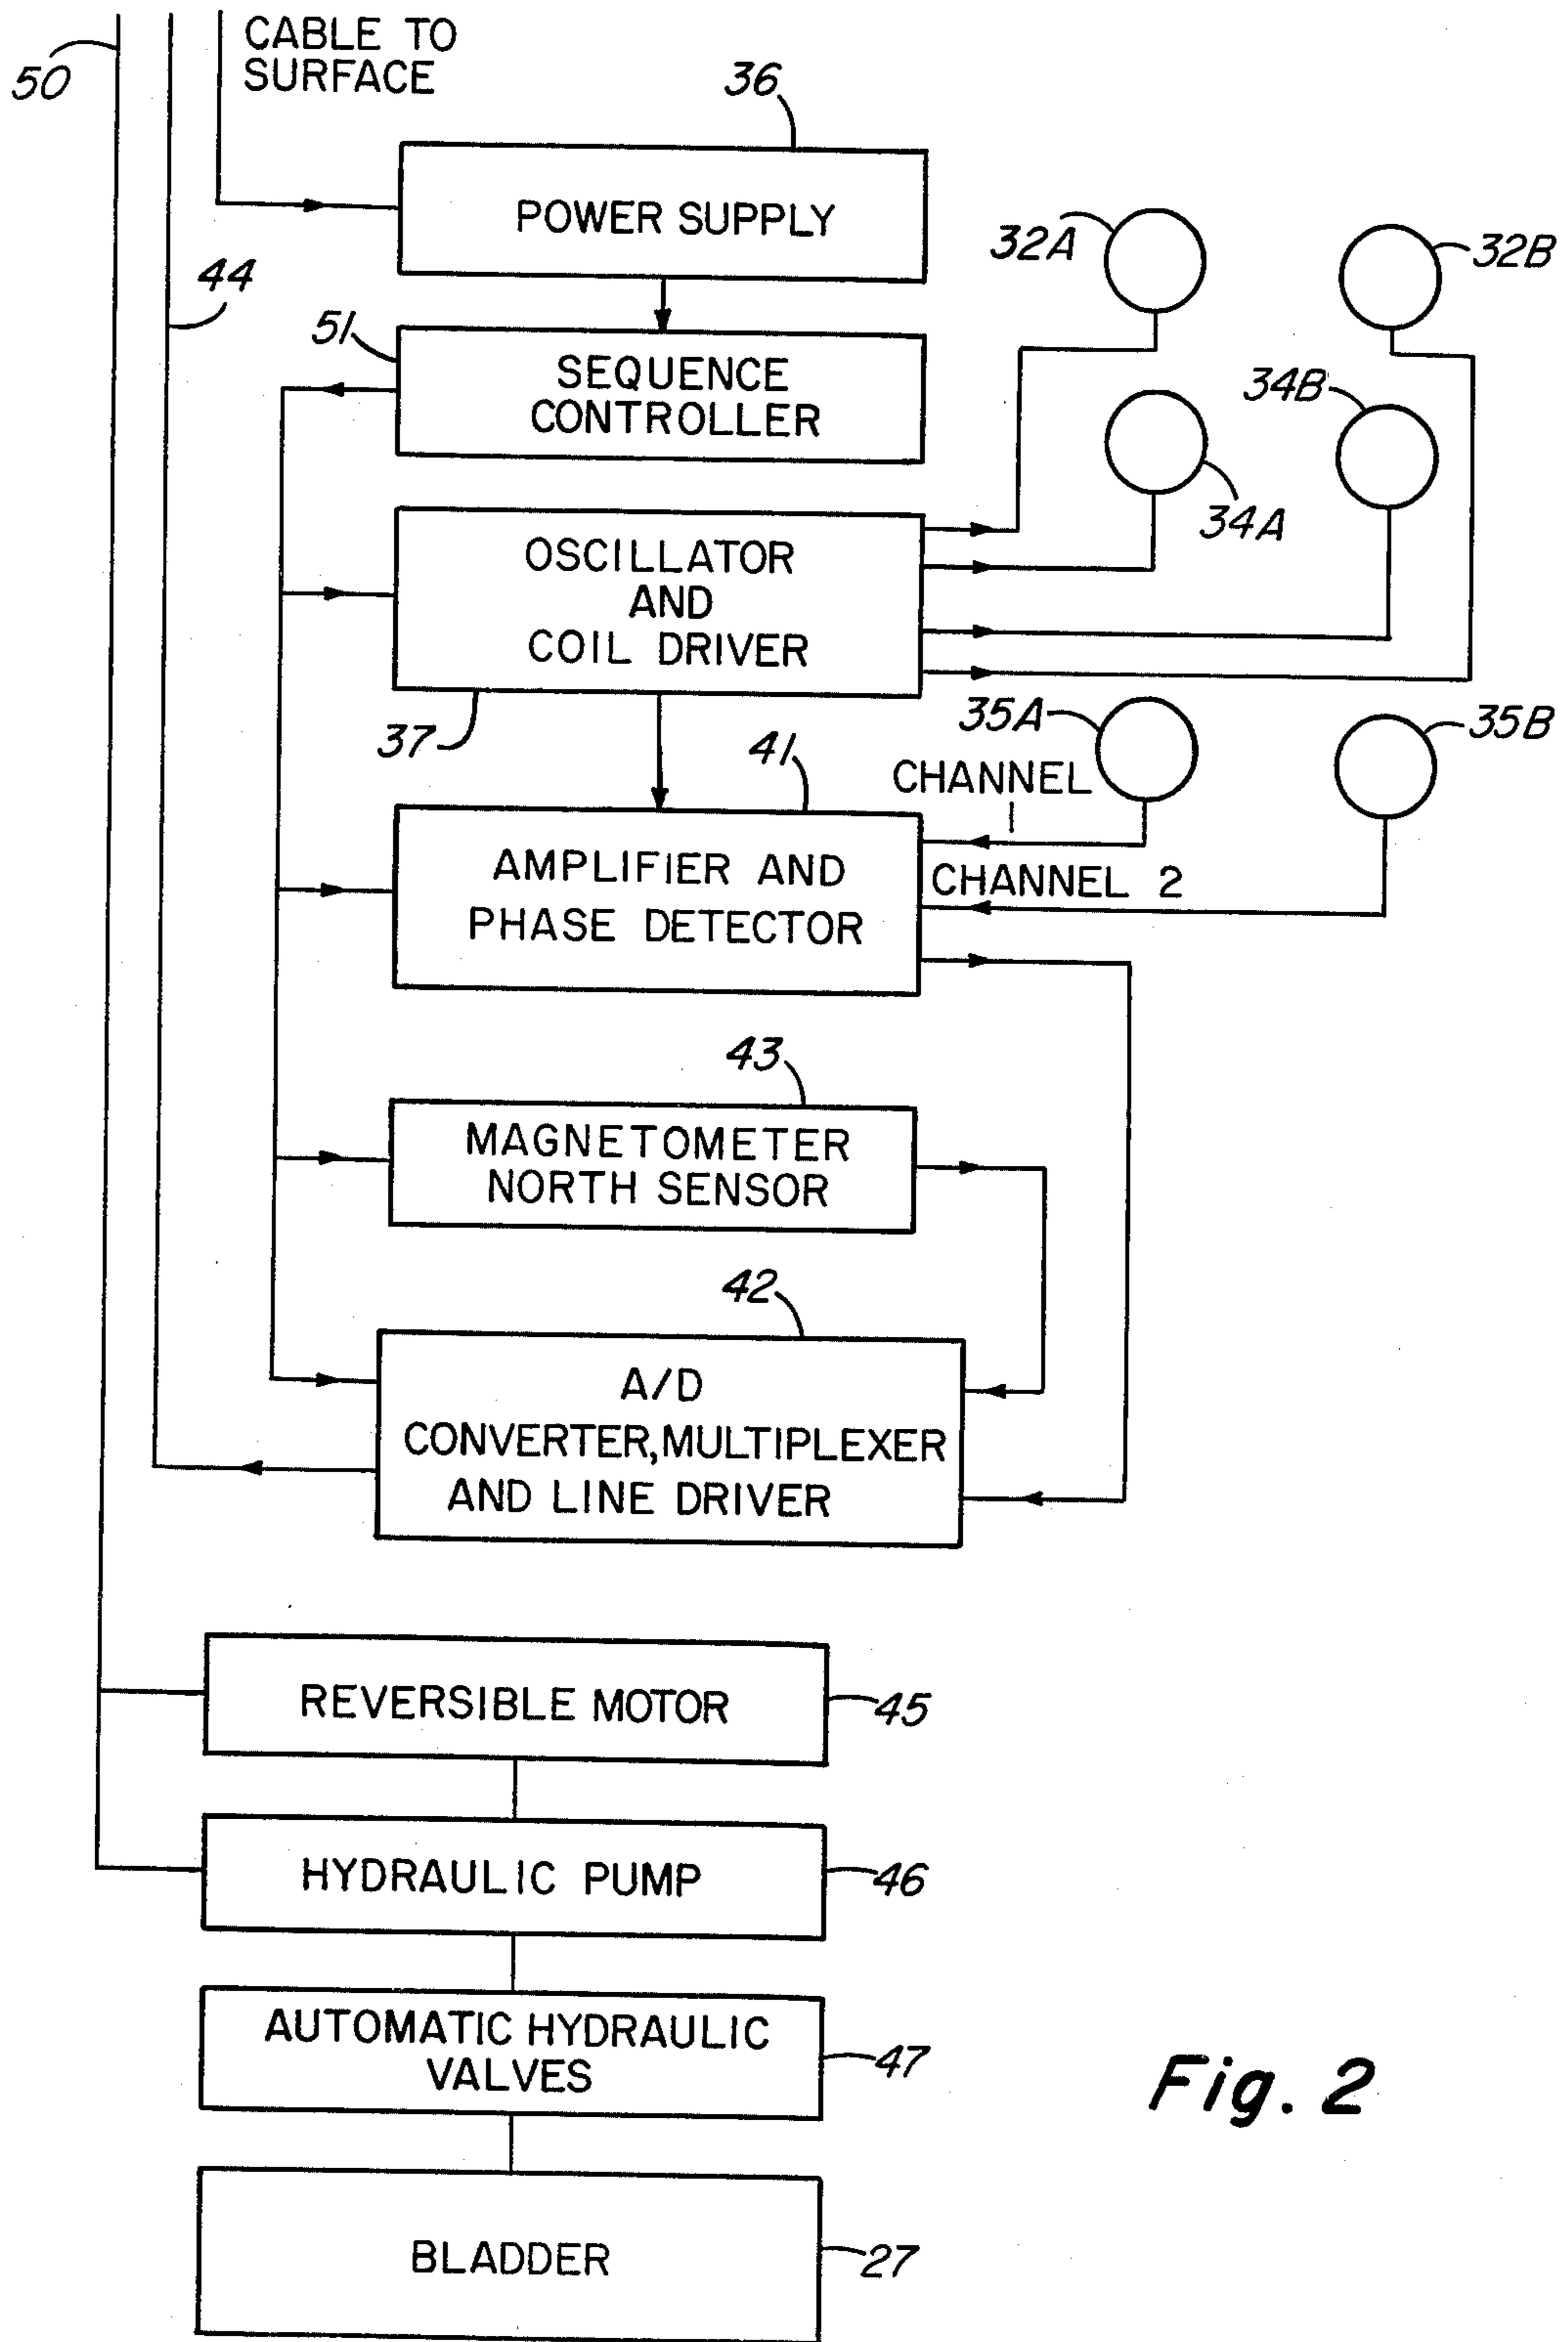 CABLE TO
SURFACE
50
36
POWER SUPPLY
32A
32B
44
51
SEQUENCE
CONTROLLER
34B
34A
OSCILLATOR
AND
COIL DRIVER
37
35A
35B
41
CHANNEL
1
AMPLIFIER AND
PHASE DETECTOR
CHANNEL 2
43
MAGNETOMETER
NORTH SENSOR
42
A/D
CONVERTER, MULTIPLEXER
AND LINE DRIVER
REVERSIBLE MOTOR
45
HYDRAULIC PUMP
46
AUTOMATIC HYDRAULIC
VALVES
47
Fig. 2
BLADDER
27